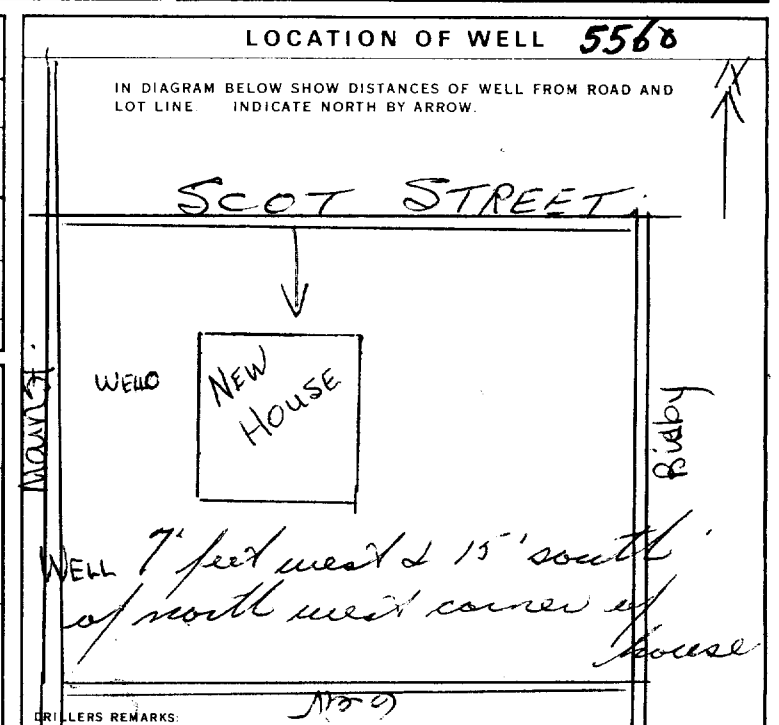 LOCATION OF WELL 5560
IN DIAGRAM BELOW SHOW DISTANCES OF WELL FROM ROAD AND
LOT LINE. INDICATE NORTH BY ARROW.
N
SCOT STREET.
WELL
NEW
HOUSE
Main St.
WELL 7' feet west & 15' south
of north west corner of
house
DRILLERS REMARKS: